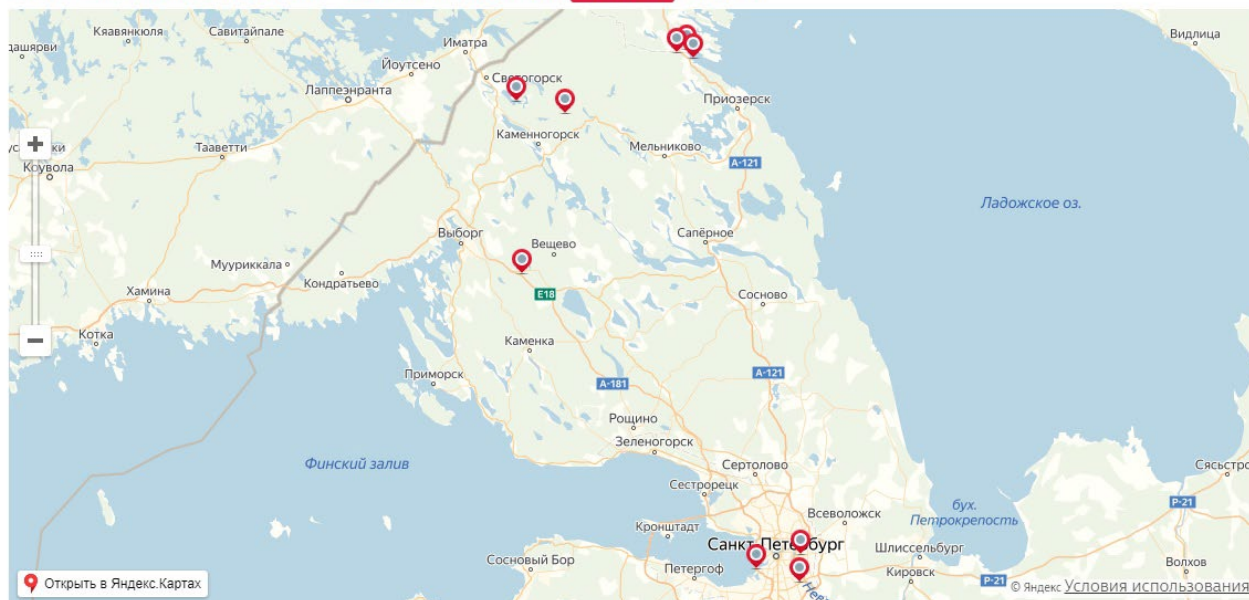 Кяавянкюля
Савитайпале
Видлица
Иматра
Йоутсено
Светогорск
Лаппеэнранта
Приозерск
Каменногорск
Тааветти
Мельниково
А-121
Коувола
Ладожское оз.
Выборг
Вещево
Сапёрное
Муурикkала
Кондратьево
Хамина
E18
Сосново
Котка
Каменка
Приморск
А-181
А-121
Рощино
Зеленогорск
Финский залив
Сертолово
Сестрорецк
Р-21
бух.
Петрокрепость
Всеволожск
Кронштадт
Санкт-Петербург
Шлиссельбург
Сосновый Бор
Петергоф
Кировск
Волхов
Р-21
Открыть в Яндекс.Картах
© Яндекс Условия использования